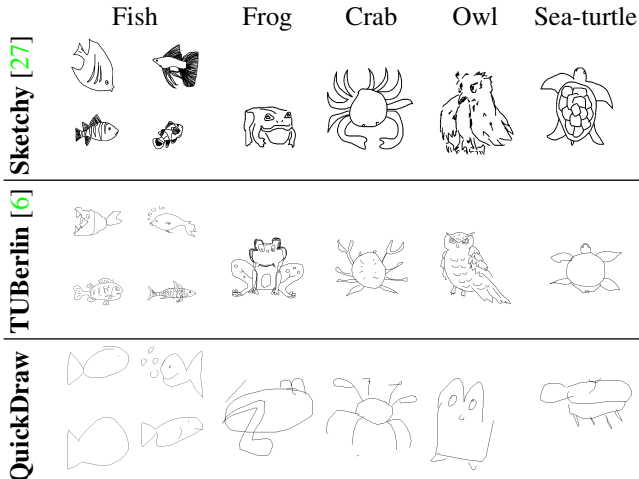 Fish Frog Crab Owl Sea-turtle
Sketchy [27]
TUBerlin [6]
QuickDraw